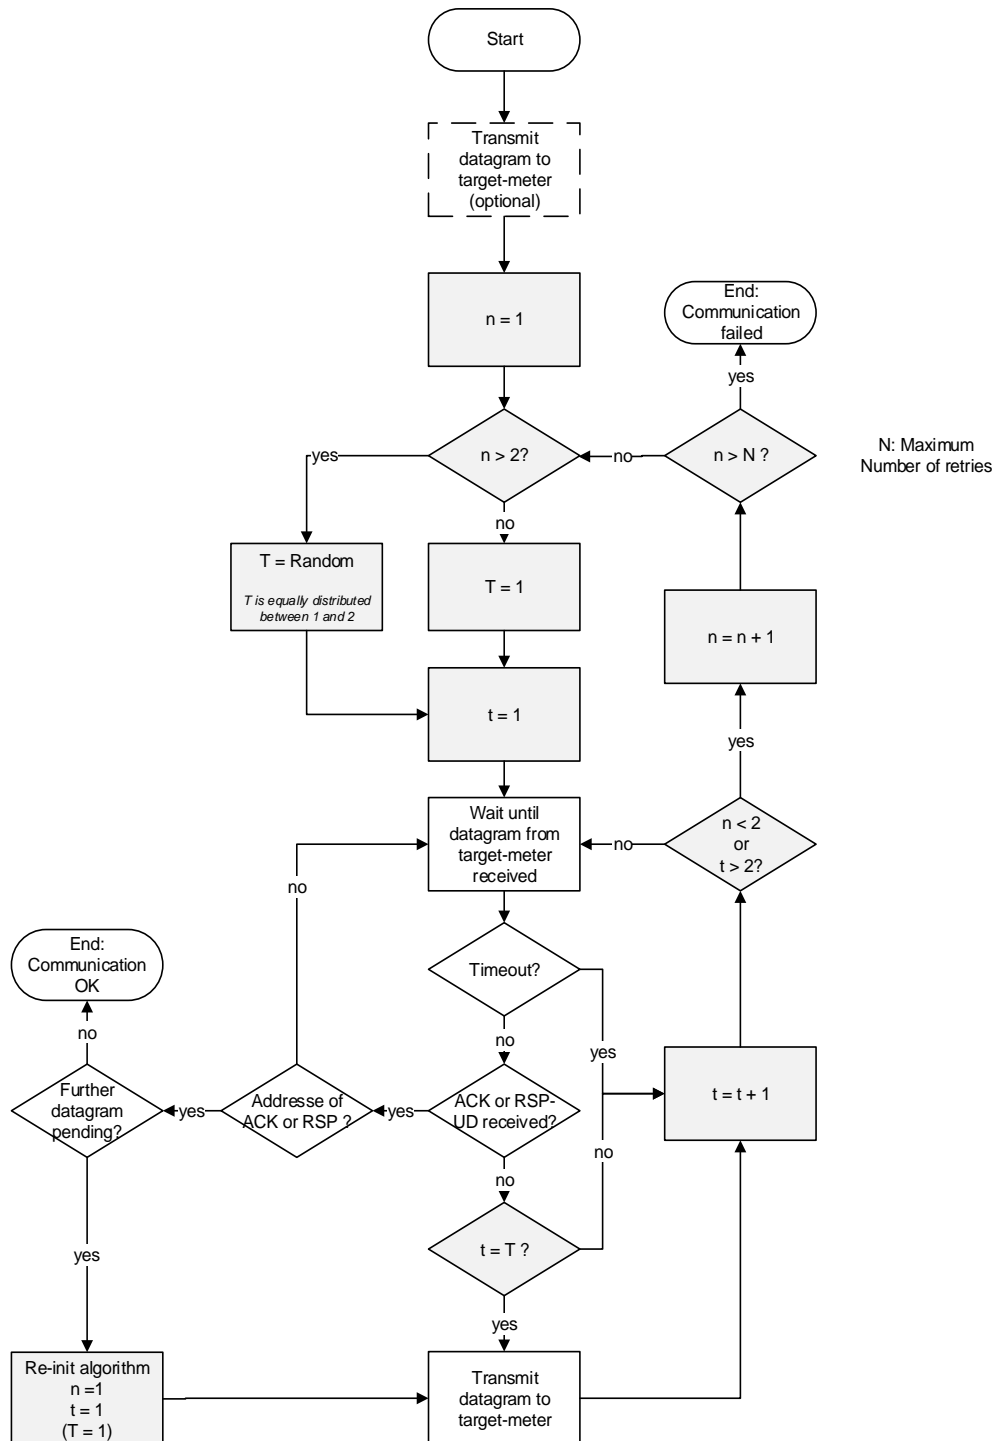 Start
Transmit
datagram to
target-meter
(optional)
n = 1
End:
Communication
failed
yes
n > 2?
yes
no
n > N ?
N: Maximum
Number of retries
no
T = Random
T is equally distributed
between 1 and 2
T = 1
n = n + 1
t = 1
yes
Wait until
datagram from
target-meter
received
no
n < 2
or
t > 2?
no
End:
Communication
OK
Timeout?
no
no
yes
Further
datagram
pending?
yes
Addresse of
ACK or RSP ?
yes
ACK or RSP-
UD received?
t = t + 1
no
no
yes
t = T ?
yes
Re-init algorithm
n =1
t = 1
(T = 1)
Transmit
datagram to
target-meter